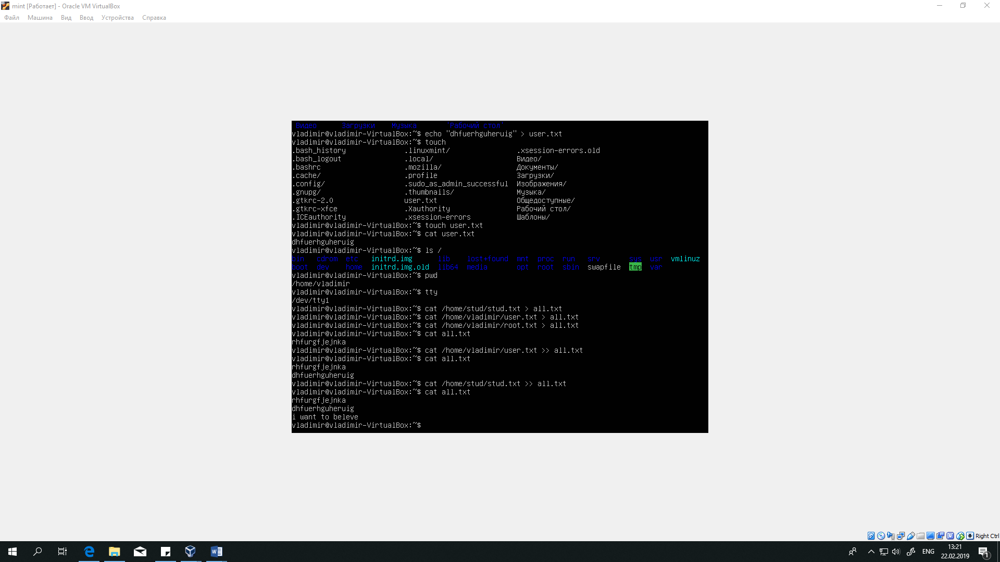 mint [Работает] - Oracle VM VirtualBox
Файл Машина Вид Ввод Устройства Справка
Видео Загрузки Музыка 'Рабочий стол'
vladimir@vladimir-VirtualBox:~$ echo "dhfuerhguheruig" > user.txt
vladimir@vladimir-VirtualBox:~$ touch
.bash_history .linuxmint/ .xsession-errors.old
.bash_logout .local/ Видео/
.bashrc .mozilla/ Документы/
.cache/ .profile Загрузки/
.config/ .sudo_as_admin_successful Изображения/
.gnupg/ .thumbnails/ Музыка/
.gtkrc-2.0 user.txt Общедоступные/
.gtkrc-xfce .Xauthority Рабочий стол/
.ICEauthority .xsession-errors Шаблоны/
vladimir@vladimir-VirtualBox:~$ touch user.txt
vladimir@vladimir-VirtualBox:~$ cat user.txt
dhfuerhguheruig
vladimir@vladimir-VirtualBox:~$ ls /
bin cdrom etc initrd.img lib lost+found mnt proc run srv sys usr vmlinuz
boot dev home initrd.img.old lib64 media opt root sbin swapfile tmp var
vladimir@vladimir-VirtualBox:~$ pwd
/home/vladimir
vladimir@vladimir-VirtualBox:~$ tty
/dev/tty1
vladimir@vladimir-VirtualBox:~$ cat /home/stud/stud.txt > all.txt
vladimir@vladimir-VirtualBox:~$ cat /home/vladimir/user.txt > all.txt
vladimir@vladimir-VirtualBox:~$ cat /home/vladimir/root.txt > all.txt
vladimir@vladimir-VirtualBox:~$ cat all.txt
rhfurgfjejnka
vladimir@vladimir-VirtualBox:~$ cat /home/vladimir/user.txt >> all.txt
vladimir@vladimir-VirtualBox:~$ cat all.txt
rhfurgfjejnka
dhfuerhguheruig
vladimir@vladimir-VirtualBox:~$ cat /home/stud/stud.txt >> all.txt
vladimir@vladimir-VirtualBox:~$ cat all.txt
rhfurgfjejnka
dhfuerhguheruig
i want to beleve
vladimir@vladimir-VirtualBox:~$
Right Ctrl
ENG
13:21
22.02.2019
1